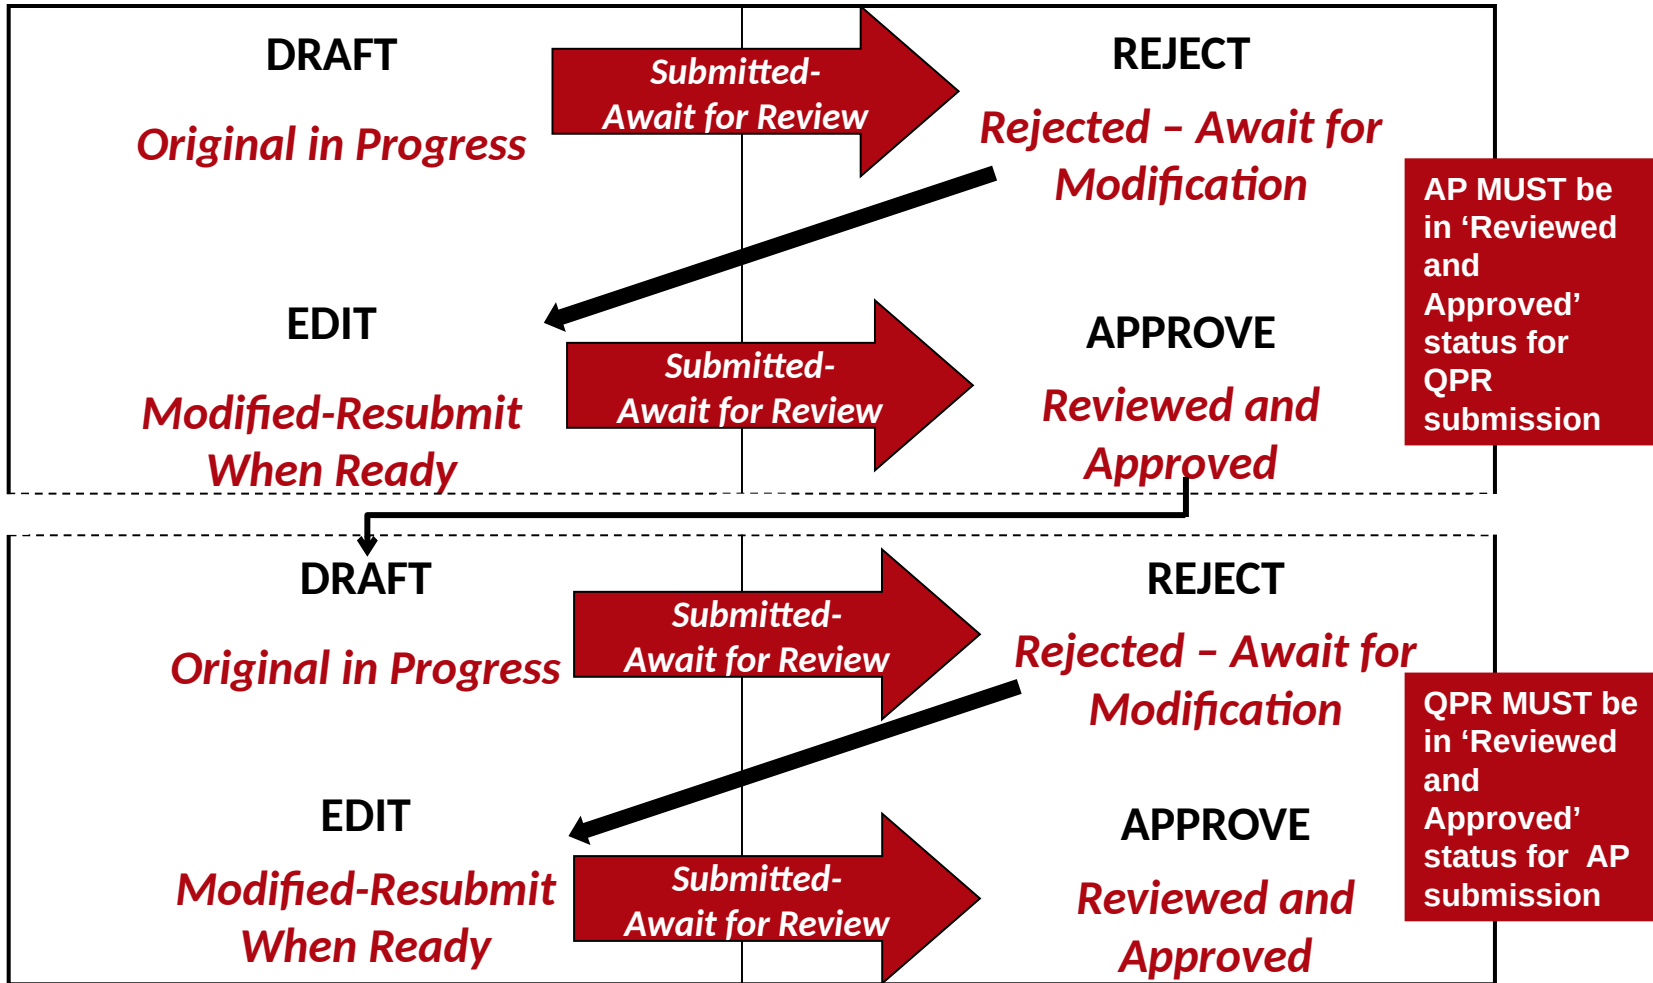 DRAFT
Original in Progress
Submitted-
Await for Review
REJECT
Rejected – Await for
Modification
EDIT
Modified-Resubmit
When Ready
Submitted-
Await for Review
APPROVE
Reviewed and
Approved
AP MUST be
in ‘Reviewed
and
Approved’
status for
QPR
submission
DRAFT
Original in Progress
Submitted-
Await for Review
REJECT
Rejected – Await for
Modification
EDIT
Modified-Resubmit
When Ready
Submitted-
Await for Review
APPROVE
Reviewed and
Approved
QPR MUST be
in ‘Reviewed
and
Approved’
status for  AP
submission